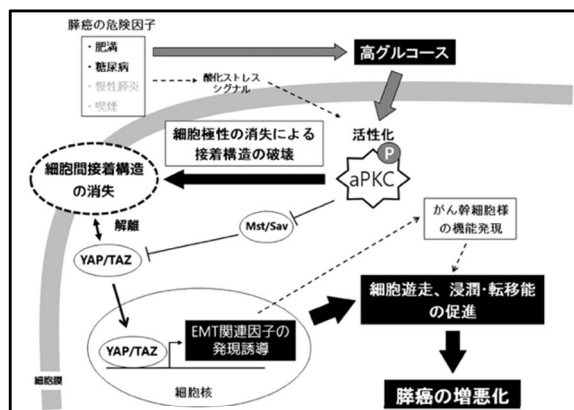 膵癌の危険因子
・肥満
・糖尿病
・慢性膵炎
・喫煙
酸化ストレス
シグナル
高グルコース
活性化
P
aPKC
細胞極性の消失による
接着構造の破壊
細胞間接着構造
の消失
解離
YAP/TAZ
Mst/Sav
がん幹細胞様
の機能発現
細胞遊走、浸潤・転移能
の促進
EMT関連因子の
発現誘導
YAP/TAZ
細胞核
細胞膜
膵癌の増悪化